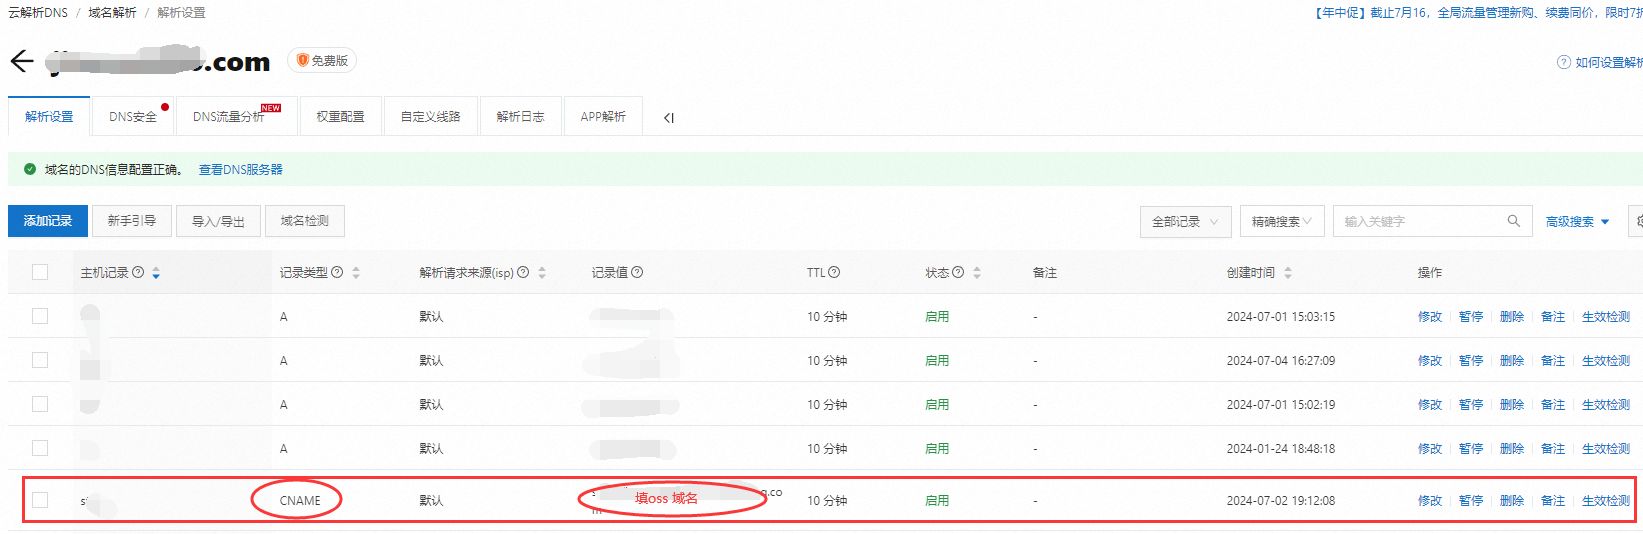 云解析DNS / 域名解析 / 解析设置
【年中促】截止7月16，全局流量管理新购、续费同价，限时7折
.com 免费版
如何设置解析
解析设置 DNS安全 DNS流量分析 NEW 权重配置 自定义线路 解析日志 APP解析
域名的DNS信息配置正确。 查看DNS服务器
添加记录 新手引导 导入/导出 域名检测 全部记录 精确搜索 输入关键字 高级搜索
主机记录 记录类型 解析请求来源(isp) 记录值 TTL 状态 备注 创建时间 操作
A 默认 10 分钟 启用 - 2024-07-01 15:03:15 修改 暂停 删除 备注 生效检测
A 默认 10 分钟 启用 - 2024-07-04 16:27:09 修改 暂停 删除 备注 生效检测
A 默认 10 分钟 启用 - 2024-07-01 15:02:19 修改 暂停 删除 备注 生效检测
A 默认 10 分钟 启用 - 2024-01-24 18:48:18 修改 暂停 删除 备注 生效检测
CNAME 默认 填oss 域名 10 分钟 启用 - 2024-07-02 19:12:08 修改 暂停 删除 备注 生效检测